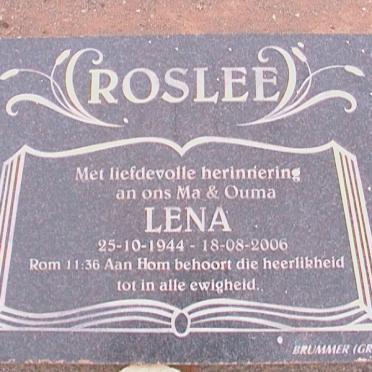 ROSLEE
Met liefdevolle herinnering
an ons Ma & Ouma
LENA
25-10-1944 - 18-08-2006
Rom 11:36 Aan Hom behoort die heerlikheid
tot in alle ewigheid.
BRUMMER (GR